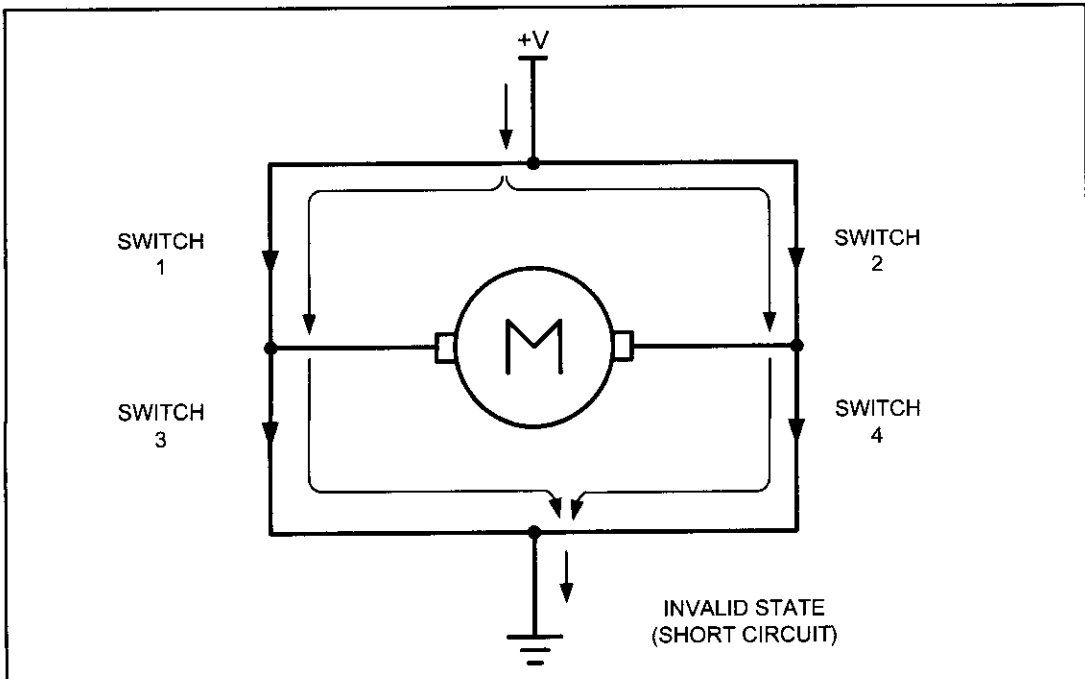 +V
SWITCH
1
SWITCH
2
M
SWITCH
3
SWITCH
4
INVALID STATE
(SHORT CIRCUIT)